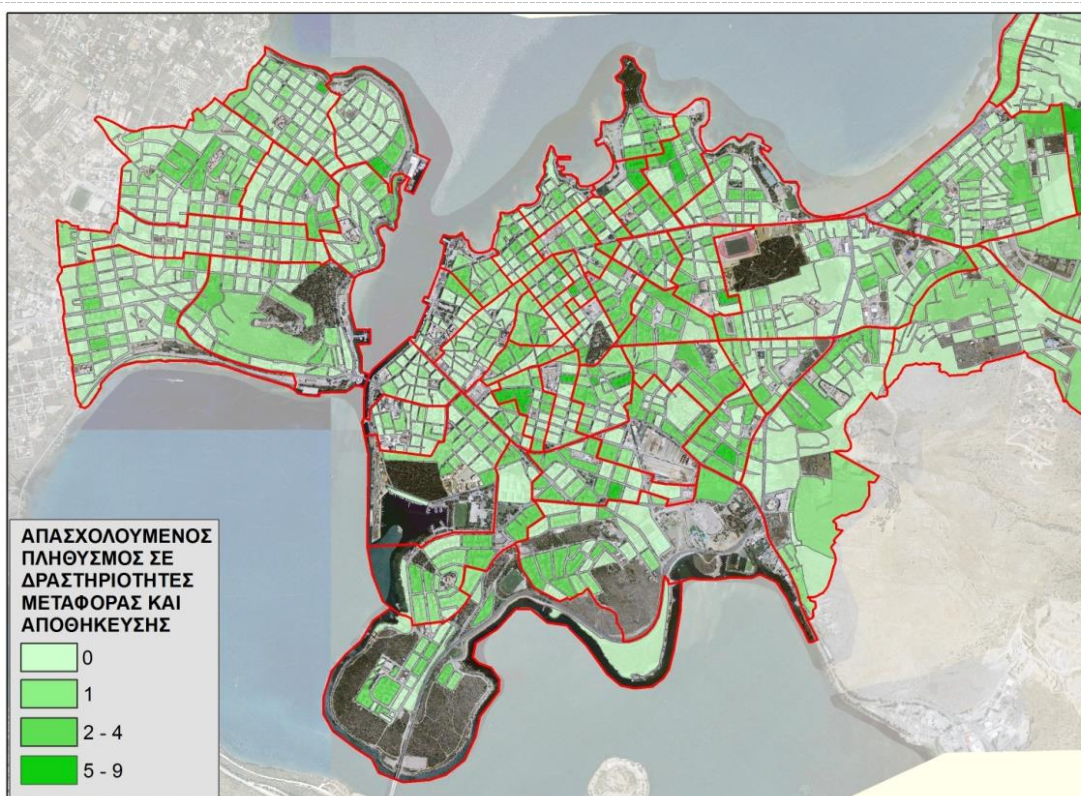 ΑΠΑΣΧΟΛΟΥΜΕΝΟΣ
ΠΛΗΘΥΣΜΟΣ ΣΕ
ΔΡΑΣΤΗΡΙΟΤΗΤΕΣ
ΜΕΤΑΦΟΡΑΣ ΚΑΙ
ΑΠΟΘΗΚΕΥΣΗΣ
0
1
2 - 4
5 - 9